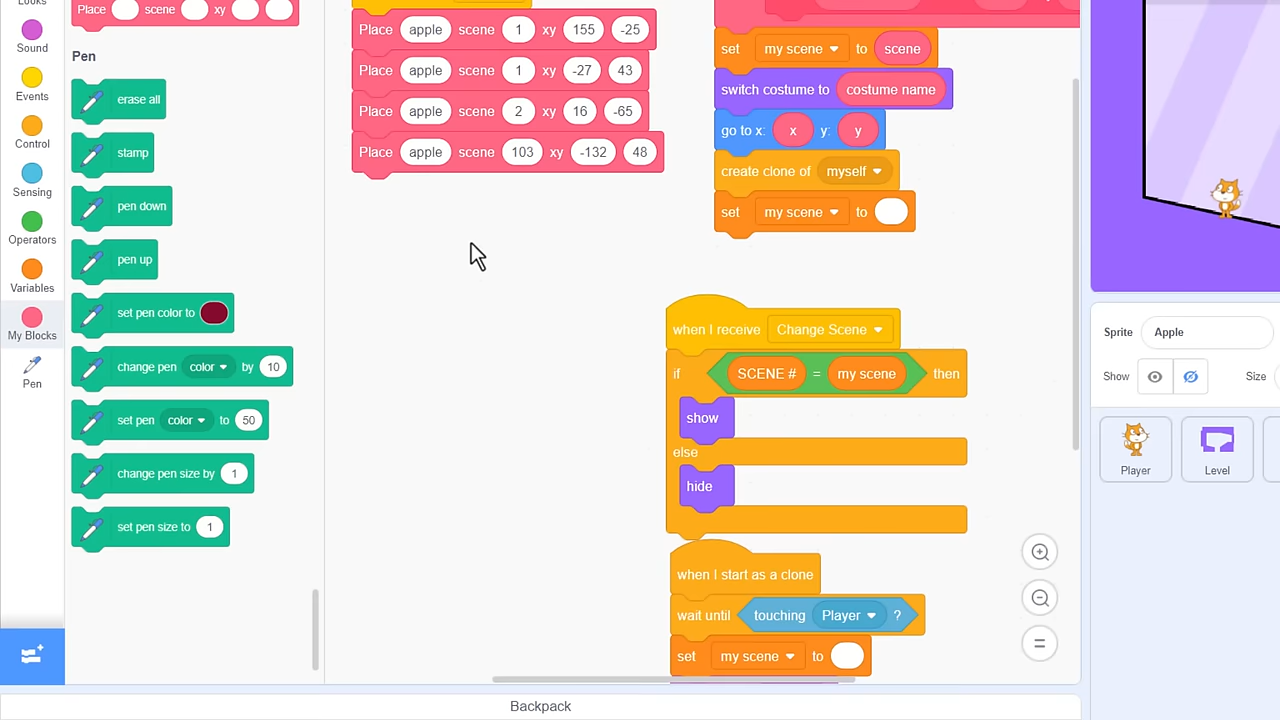 Looks
Sound
Events
Control
Sensing
Operators
Variables
My Blocks
Pen
Place scene xy
Pen
erase all
stamp
pen down
pen up
set pen color to
change pen color by 10
set pen color to 50
change pen size by 1
set pen size to 1
Place apple scene 1 xy 155 -25
Place apple scene 1 xy -27 43
Place apple scene 2 xy 16 -65
Place apple scene 103 xy -132 48
set my scene to scene
switch costume to costume name
go to x: x y: y
create clone of myself
set my scene to
when I receive Change Scene
if SCENE # = my scene then
show
else
hide
when I start as a clone
wait until touching Player ?
set my scene to
Sprite Apple
Show Size
Player Level
Backpack